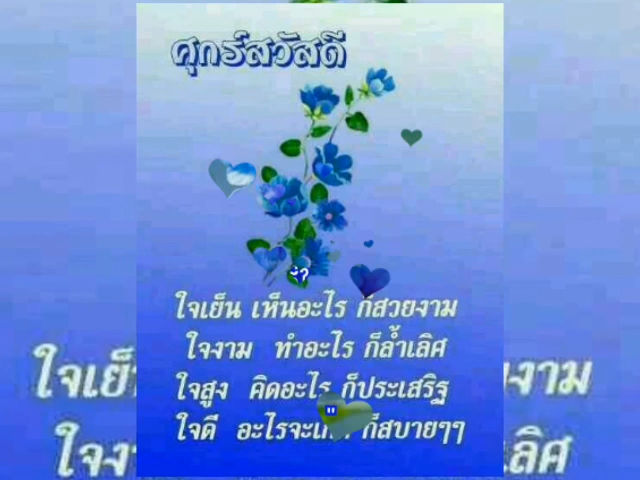 ศุกร์สวัสดี
ใจเย็น เห็นอะไร ก็สวยงาม
ใจงาม ทำอะไร ก็ล้ำเลิศ
ใจสูง คิดอะไร ก็ประเสริฐ
ใจดี อะไรจะ ก็สบายๆๆ